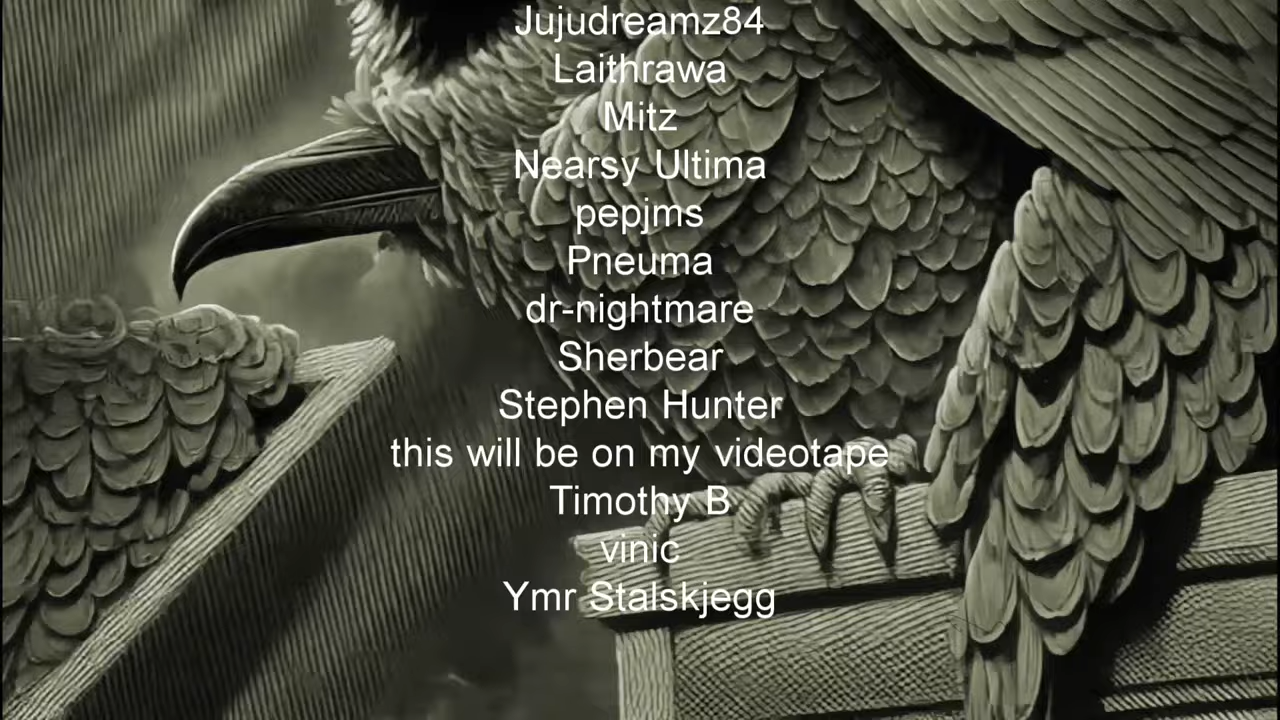 Jujudreamz84
Laithrawa
Mitz
Nearsy Ultima
pepjms
Pneuma
dr-nightmare
Sherbear
Stephen Hunter
this will be on my videotape
Timothy B
vinic
Ymr Stalskjegg